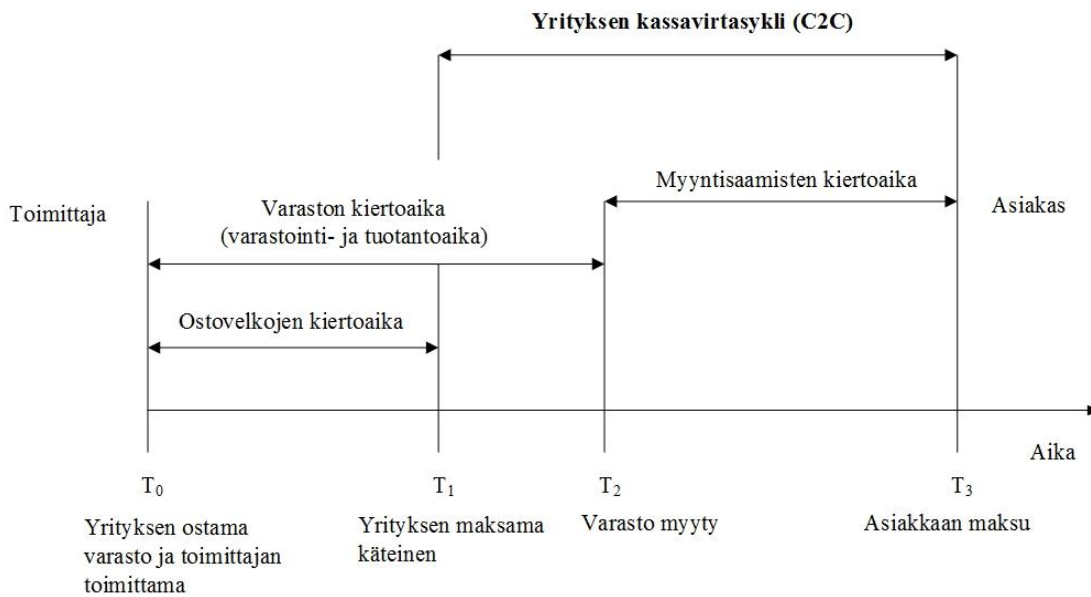 Yrityksen kassavirtasykli (C2C)
Myyntisaamisten kiertoaika
Toimittaja
Varaston kiertoaika
(varastointi- ja tuotantoaika)
Asiakas
Ostovelkojen kiertoaika
Aika
T₀
T₁
T₂
T₃
Yrityksen ostama
varasto ja toimittajan
toimittama
Yrityksen maksama
käteinen
Varasto myyty
Asiakkaan maksu